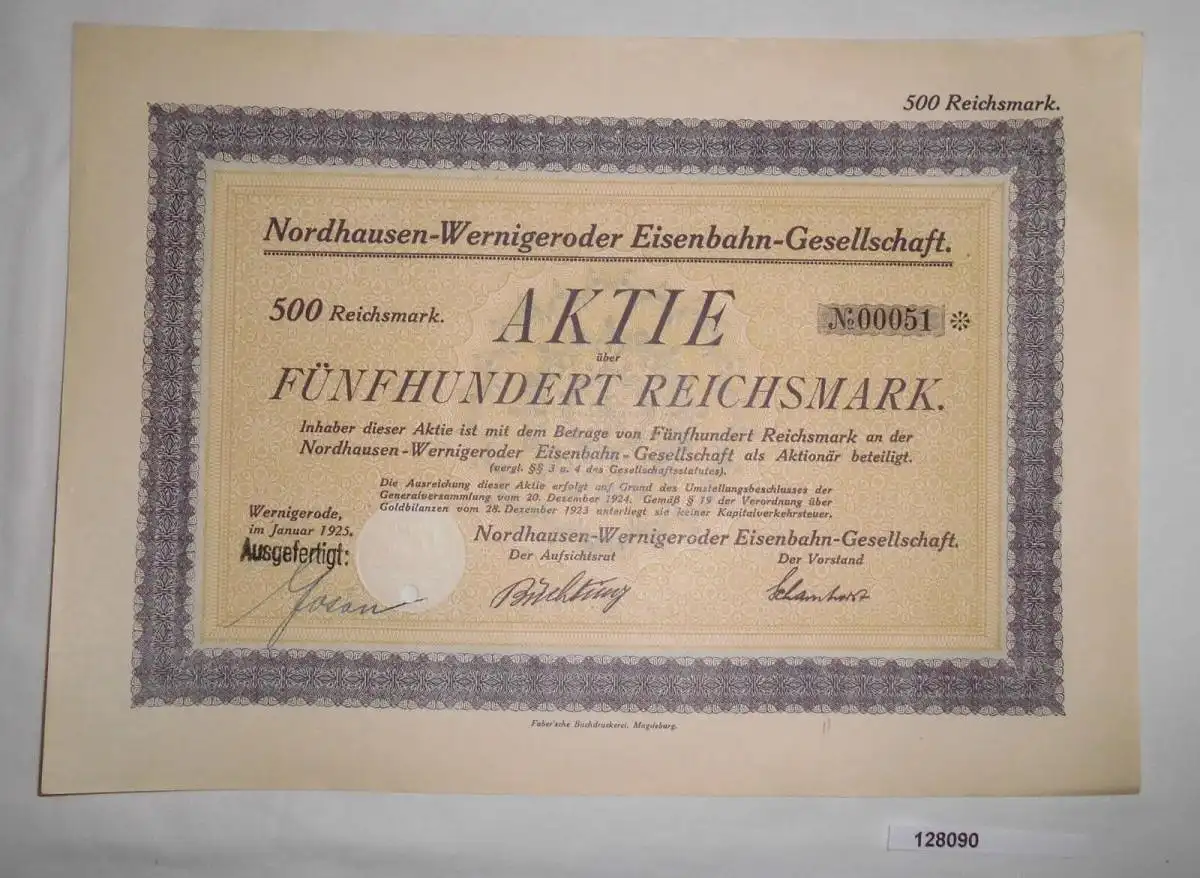 500 Reichsmark.
Nordhausen-Wernigeroder Eisenbahn-Gesellschaft.
500 Reichsmark.
AKTIE
№ 00051 ✻
über
FÜNFHUNDERT REICHSMARK.
Inhaber dieser Aktie ist mit dem Betrage von Fünfhundert Reichsmark an der
Nordhausen-Wernigeroder Eisenbahn-Gesellschaft als Aktionär beteiligt.
(vergl. §§ 3 u. 4 des Gesellschaftsstatutes).
Die Ausreichung dieser Aktie erfolgt auf Grund des Umstellungsbeschlusses der
Generalversammlung vom 20. Dezember 1924. Gemäß § 19 der Verordnung über
Goldbilanzen vom 28. Dezember 1923 unterliegt sie keiner Kapitalverkehrsteuer.
Wernigerode,
im Januar 1925.
Ausgefertigt:
Nordhausen-Wernigeroder Eisenbahn-Gesellschaft.
Der Aufsichtsrat
Der Vorstand
Büchtung
Scharnhorst
Faber'sche Buchdruckerei, Magdeburg.
128090